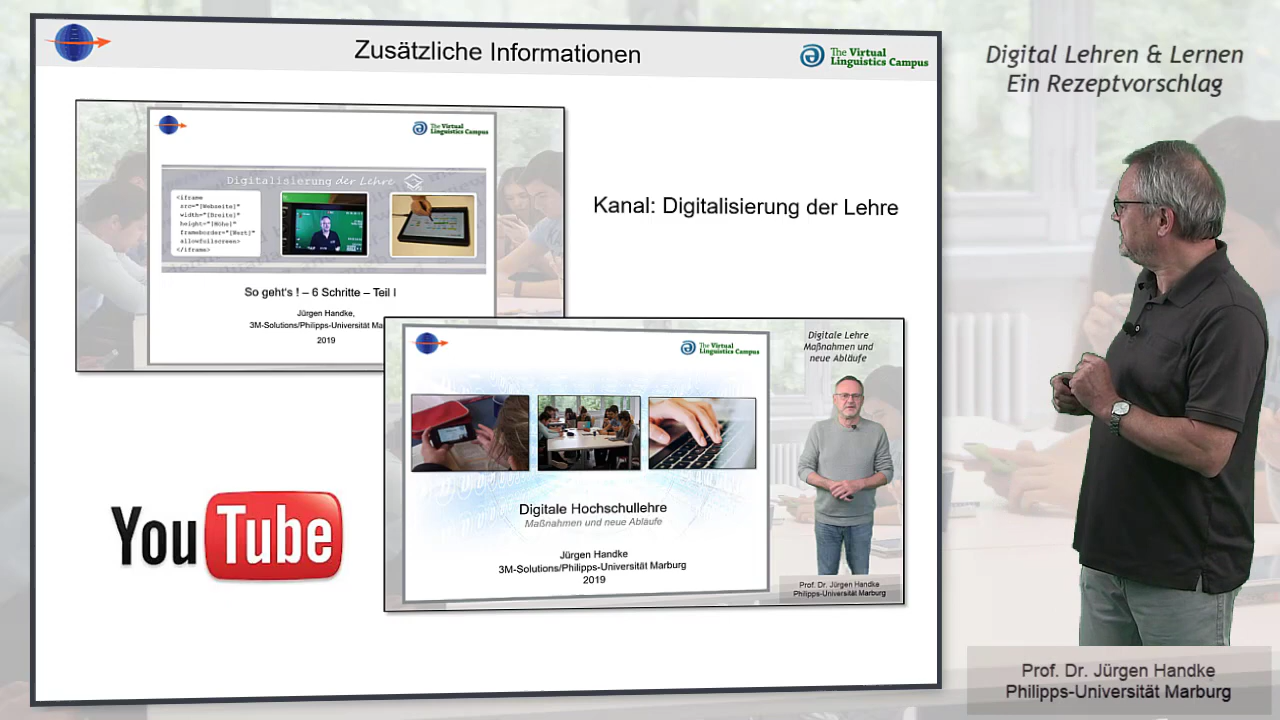 Zusätzliche Informationen
The Virtual
Linguistics Campus
Digital Lehren & Lernen
Ein Rezeptvorschlag
The Virtual
Linguistics Campus
Digitalisierung der Lehre
<iframe
src="[Webseite]"
width="[Breite]"
height="[Höhe]"
frameborder="[Wert]"
allowfullscreen>
</iframe>
So geht's ! – 6 Schritte – Teil I
Jürgen Handke,
3M-Solutions/Philipps-Universität Ma
2019
Kanal: Digitalisierung der Lehre
The Virtual
Linguistics Campus
Digitale Lehre
Maßnahmen und
neue Abläufe
Digitale Hochschullehre
Maßnahmen und neue Abläufe
Jürgen Handke
3M-Solutions/Philipps-Universität Marburg
2019
Prof. Dr. Jürgen Handke
Philipps-Universität Marburg
YouTube
Prof. Dr. Jürgen Handke
Philipps-Universität Marburg